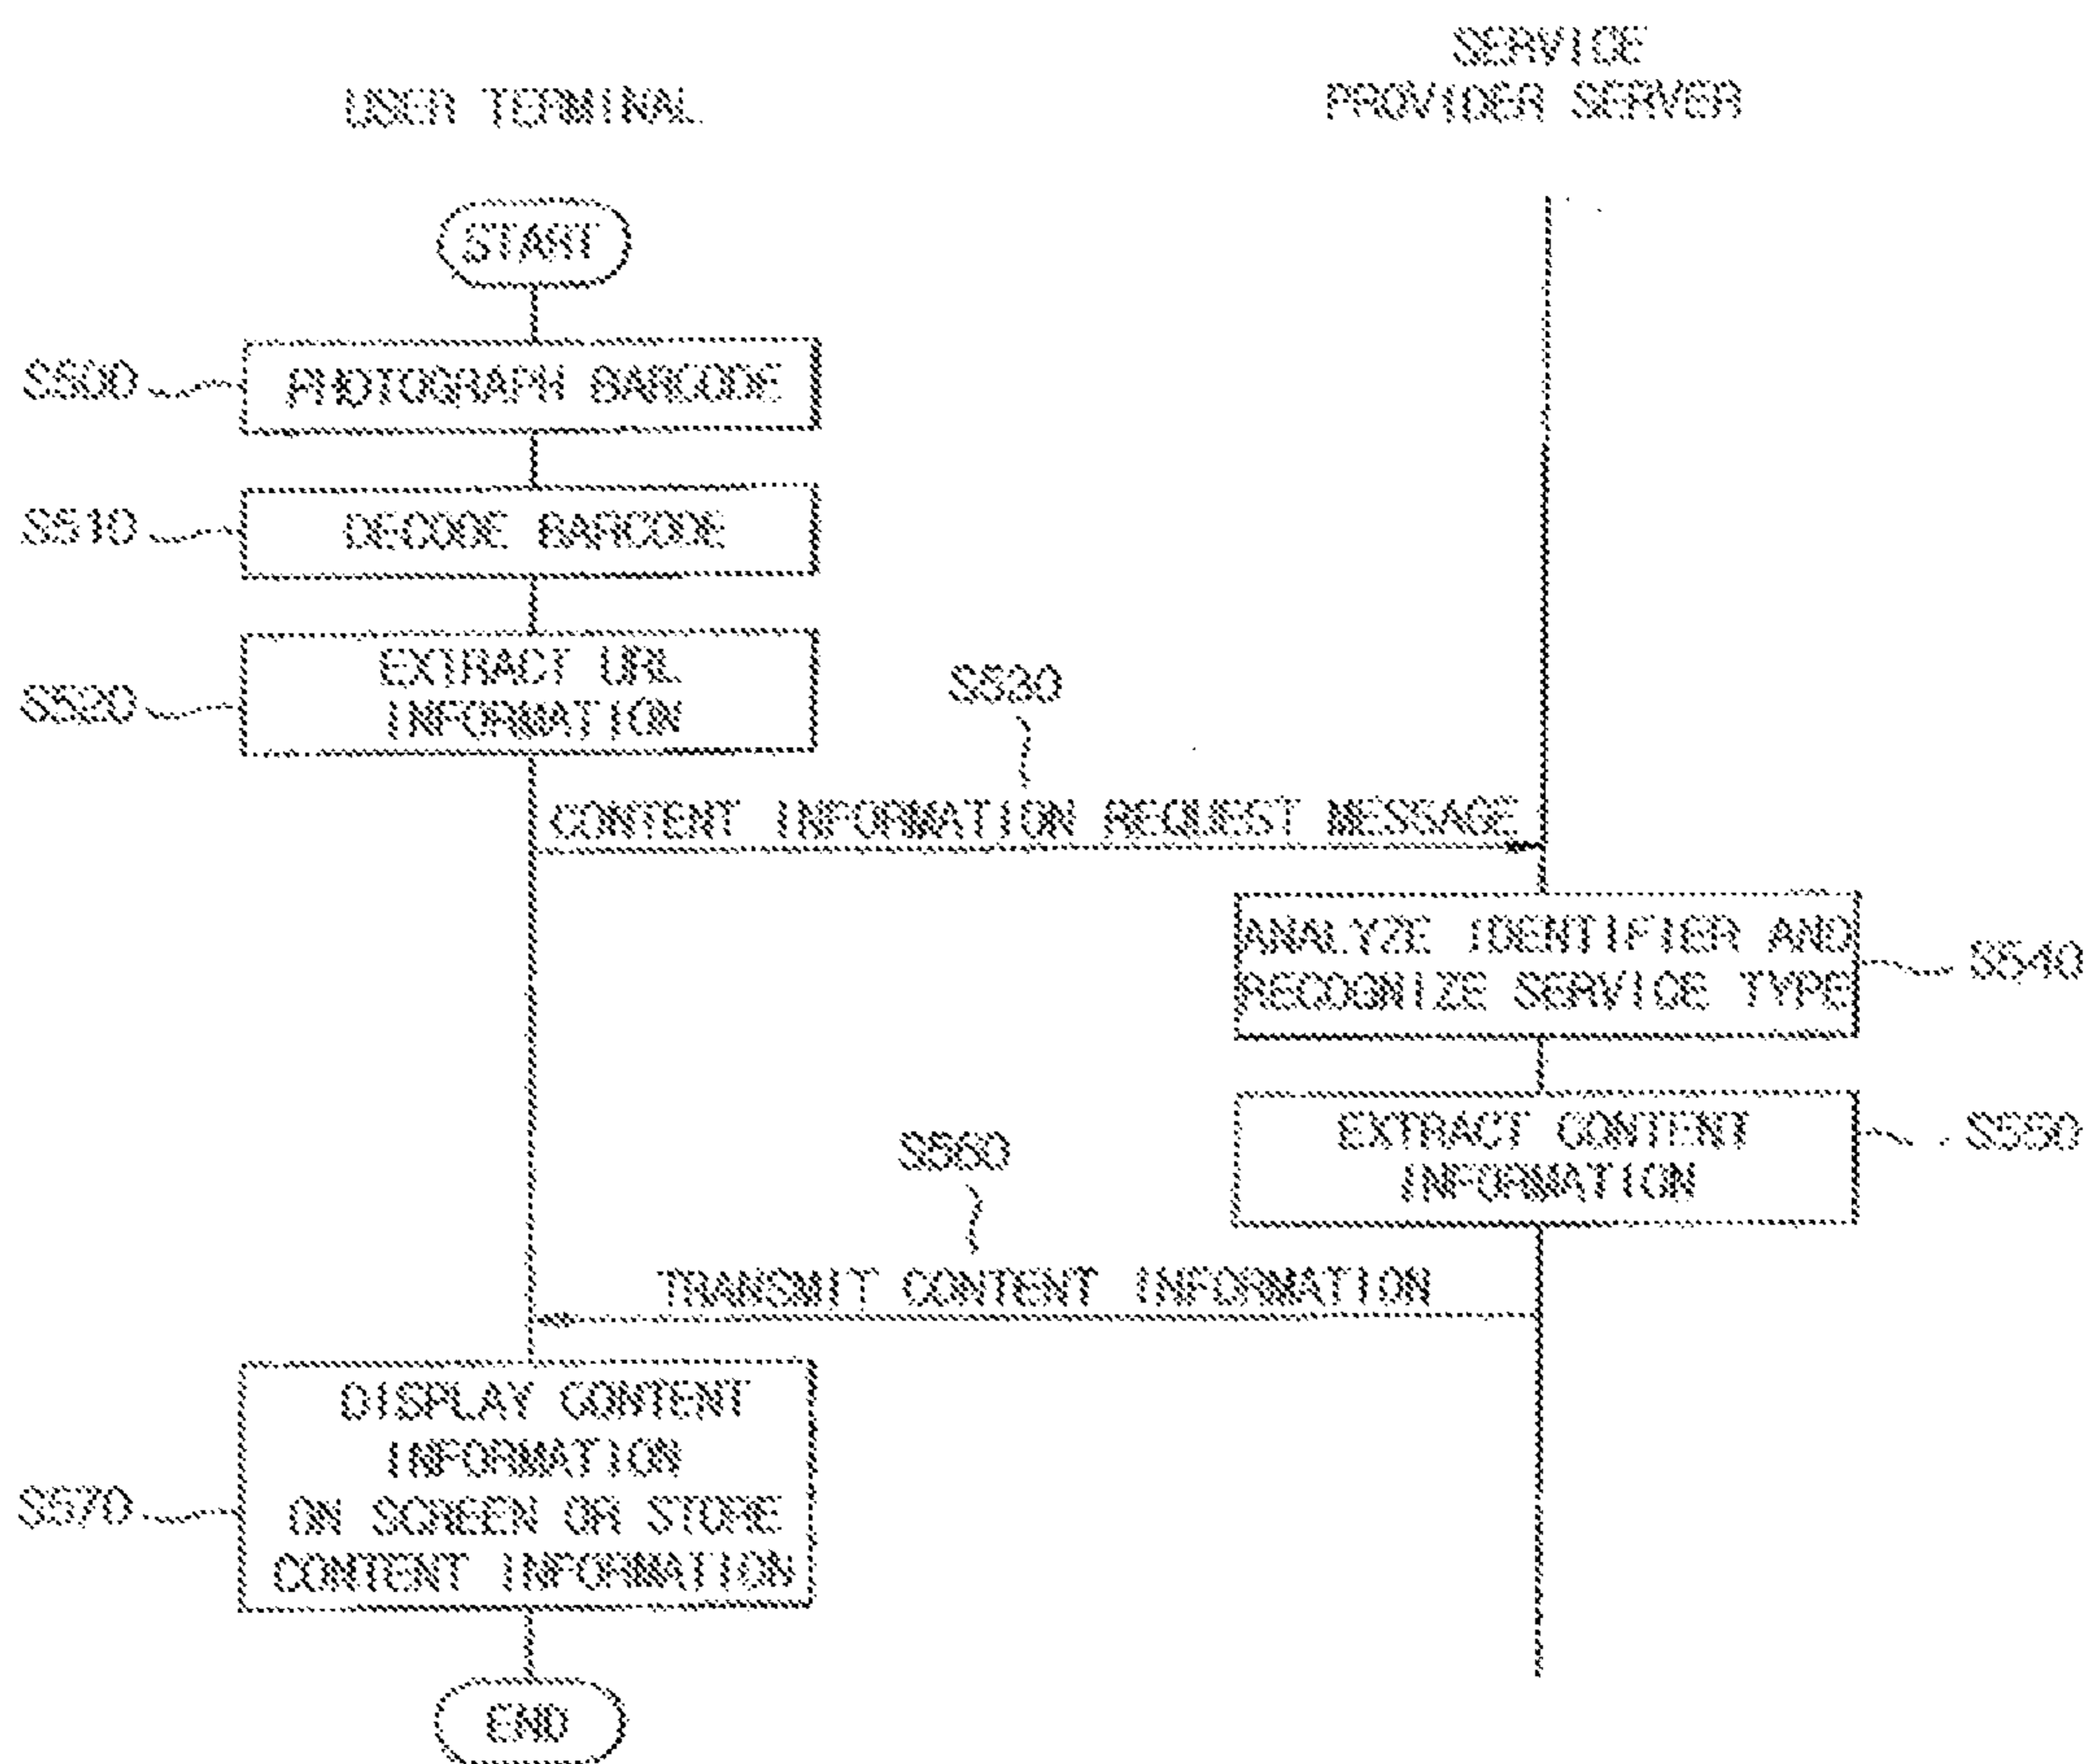 SERVICE
PROVIDER SERVER
USER TERMINAL
START
S500
PHOTOGRAPH BARCODE
S510
DECODE BARCODE
S520
EXTRACT URL
INFORMATION
S530
CONTENT INFORMATION REQUEST MESSAGE
ANALYZE IDENTIFIER AND
RECOGNIZE SERVICE TYPE
S540
EXTRACT CONTENT
INFORMATION
S550
S560
TRANSMIT CONTENT INFORMATION
S570
DISPLAY CONTENT
INFORMATION
ON SCREEN OR STORE
CONTENT INFORMATION
END